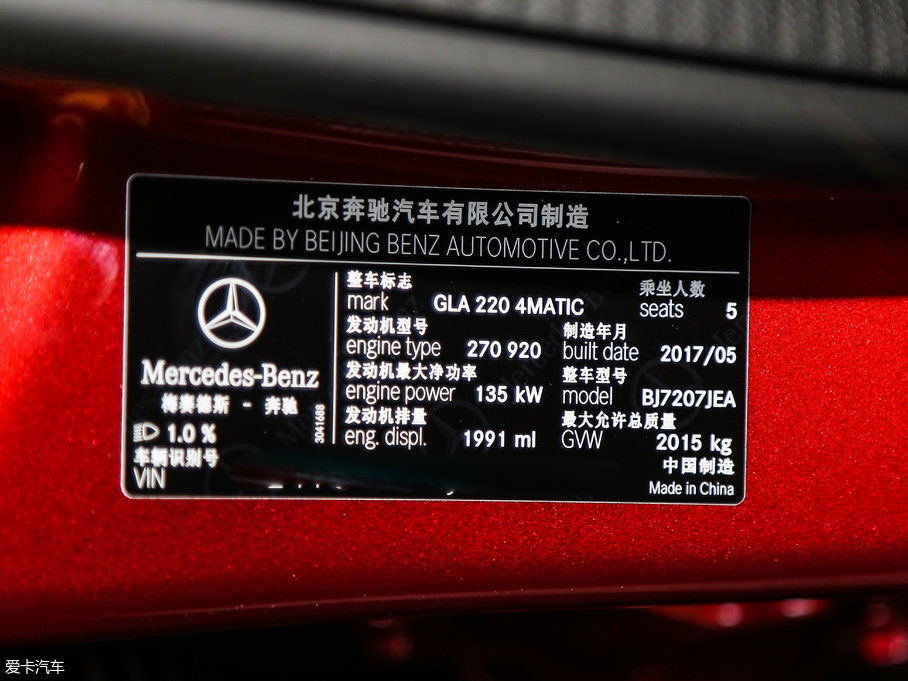 北京奔驰汽车有限公司制造
MADE BY BEIJING BENZ AUTOMOTIVE CO.,LTD.
Mercedes-Benz
梅赛德斯 - 奔驰
1.0 %
3041688
车辆识别号
VIN
整车标志
mark GLA 220 4MATIC
乘坐人数
seats 5
发动机型号
engine type 270 920
制造年月
built date 2017/05
发动机最大净功率
engine power 135 kW
整车型号
model BJ7207JEA
发动机排量
eng. displ. 1991 ml
最大允许总质量
GVW 2015 kg
中国制造
Made in China
爱卡汽车